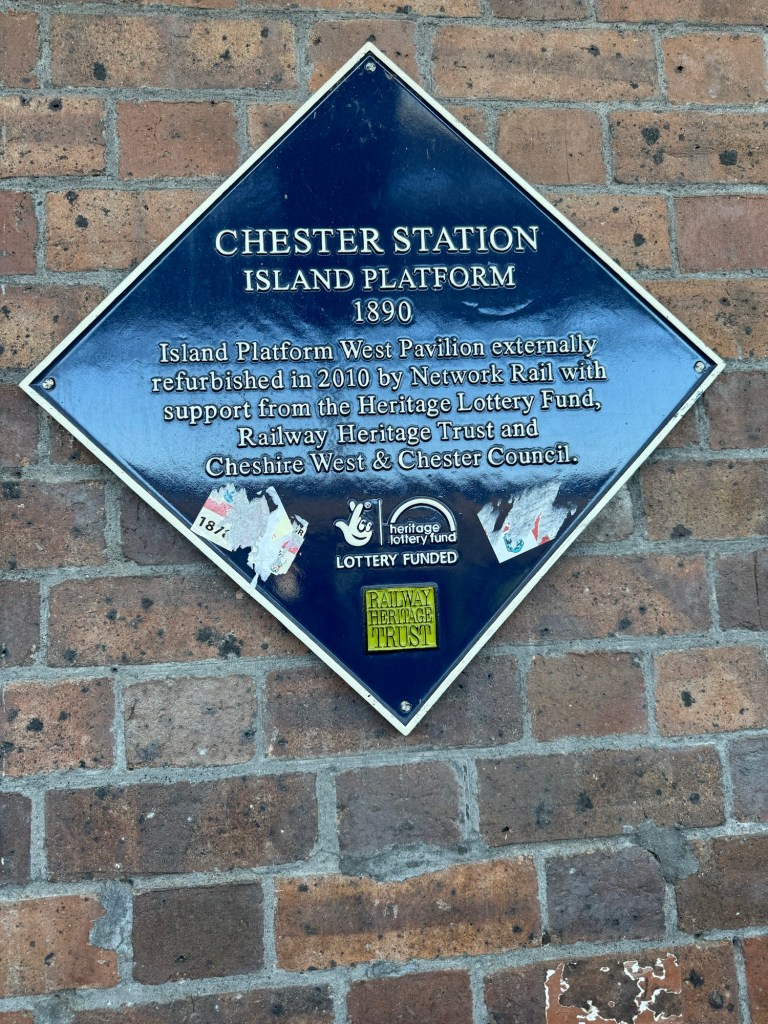 CHESTER STATION
ISLAND PLATFORM
1890
Island Platform West Pavilion externally
refurbished in 2010 by Network Rail with
support from the Heritage Lottery Fund,
Railway Heritage Trust and
Cheshire West & Chester Council.
heritage
lottery fund
LOTTERY FUNDED
RAILWAY
HERITAGE
TRUST